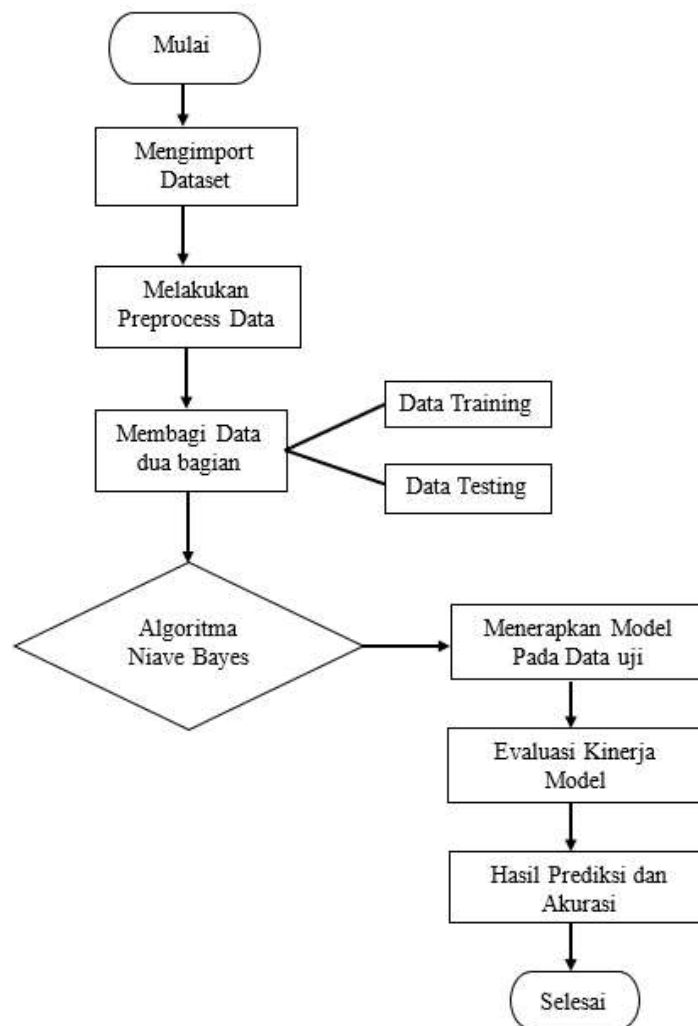 Mulai
Mengimport
Dataset
Melakukan
Preprocess Data
Membagi Data
dua bagian
Data Training
Data Testing
Algoritma
Niave Bayes
Menerapkan Model
Pada Data uji
Evaluasi Kinerja
Model
Hasil Prediksi dan
Akurasi
Selesai